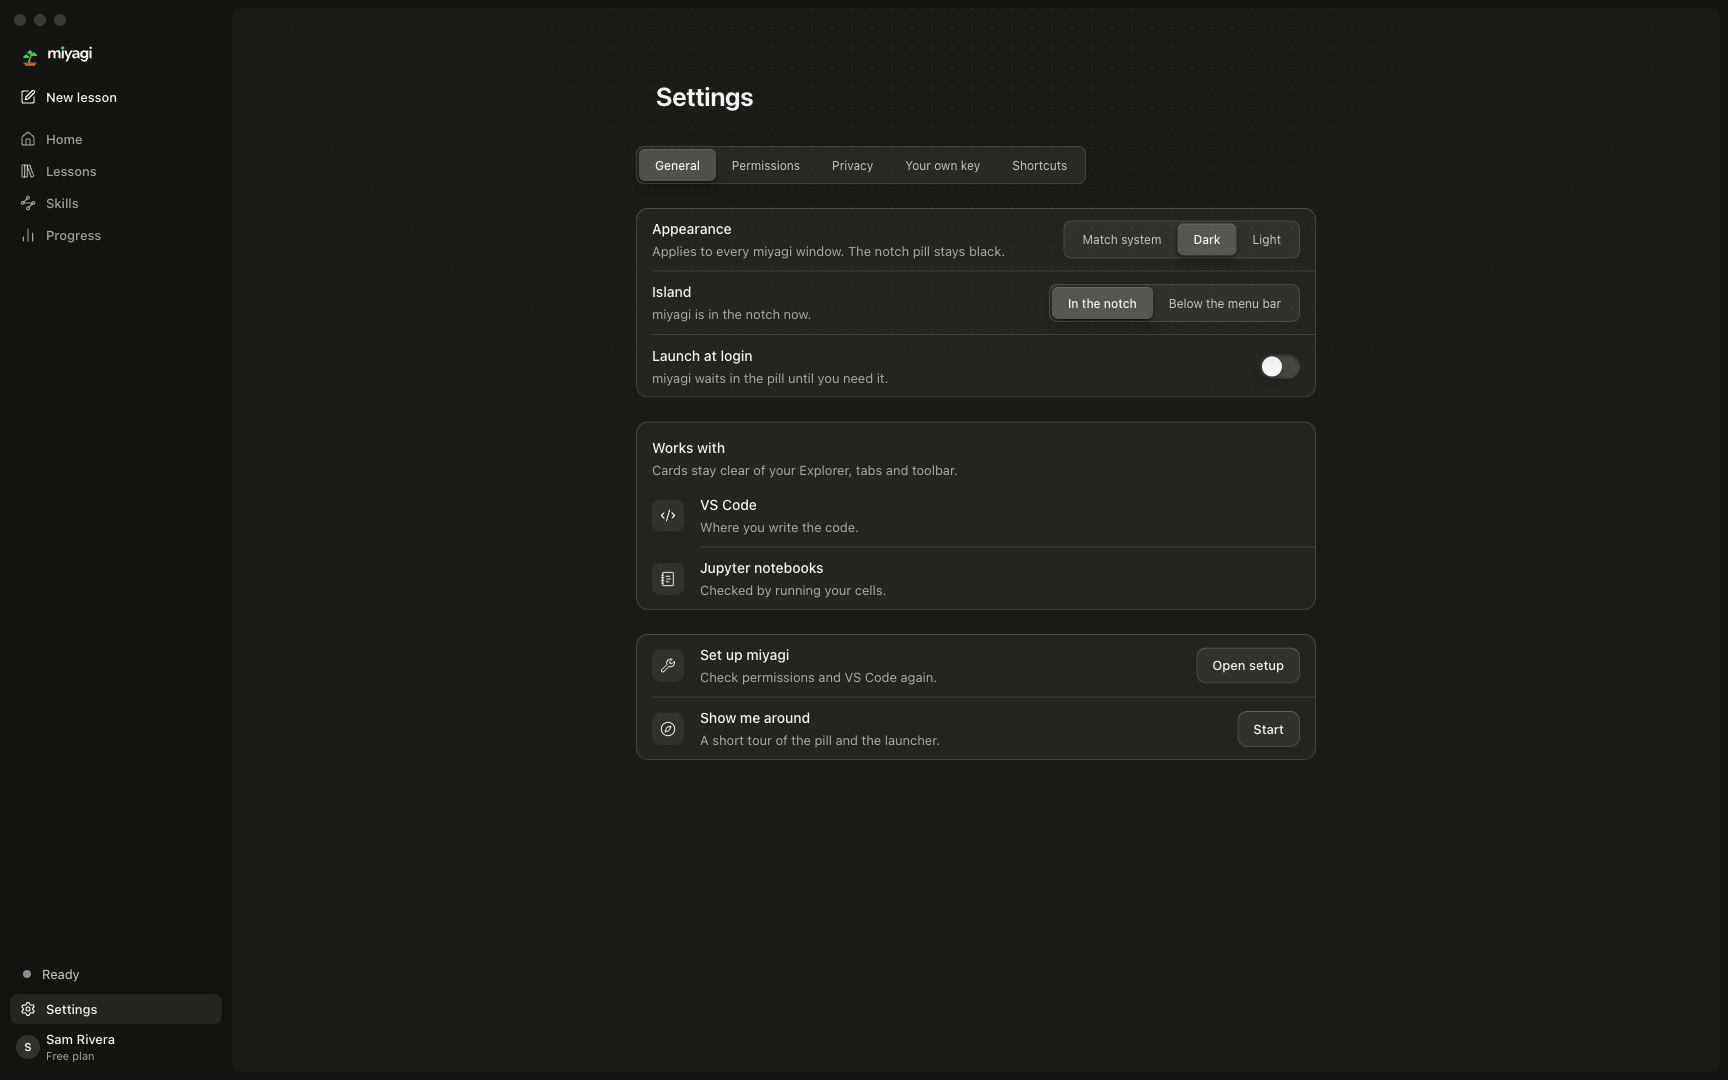 miyagi
New lesson
Home
Lessons
Skills
Progress
Ready
Settings
S
Sam Rivera
Free plan
Settings
General
Permissions
Privacy
Your own key
Shortcuts
Appearance
Applies to every miyagi window. The notch pill stays black.
Match system
Dark
Light
Island
miyagi is in the notch now.
In the notch
Below the menu bar
Launch at login
miyagi waits in the pill until you need it.
Works with
Cards stay clear of your Explorer, tabs and toolbar.
VS Code
Where you write the code.
Jupyter notebooks
Checked by running your cells.
Set up miyagi
Check permissions and VS Code again.
Open setup
Show me around
A short tour of the pill and the launcher.
Start